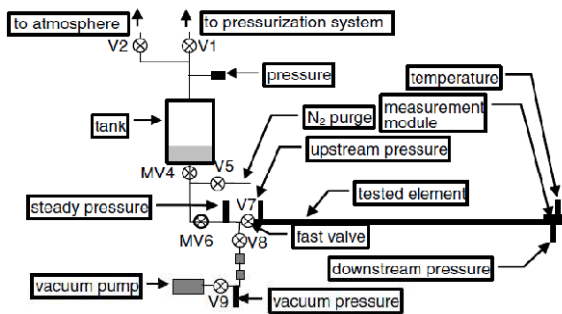 to atmosphere
to pressurization system
V2
V1
pressure
temperature
tank
N₂ purge
measurement
module
MV4
V5
upstream pressure
steady pressure
V7
tested element
MV6
V8
fast valve
downstream pressure
vacuum pump
V9
vacuum pressure